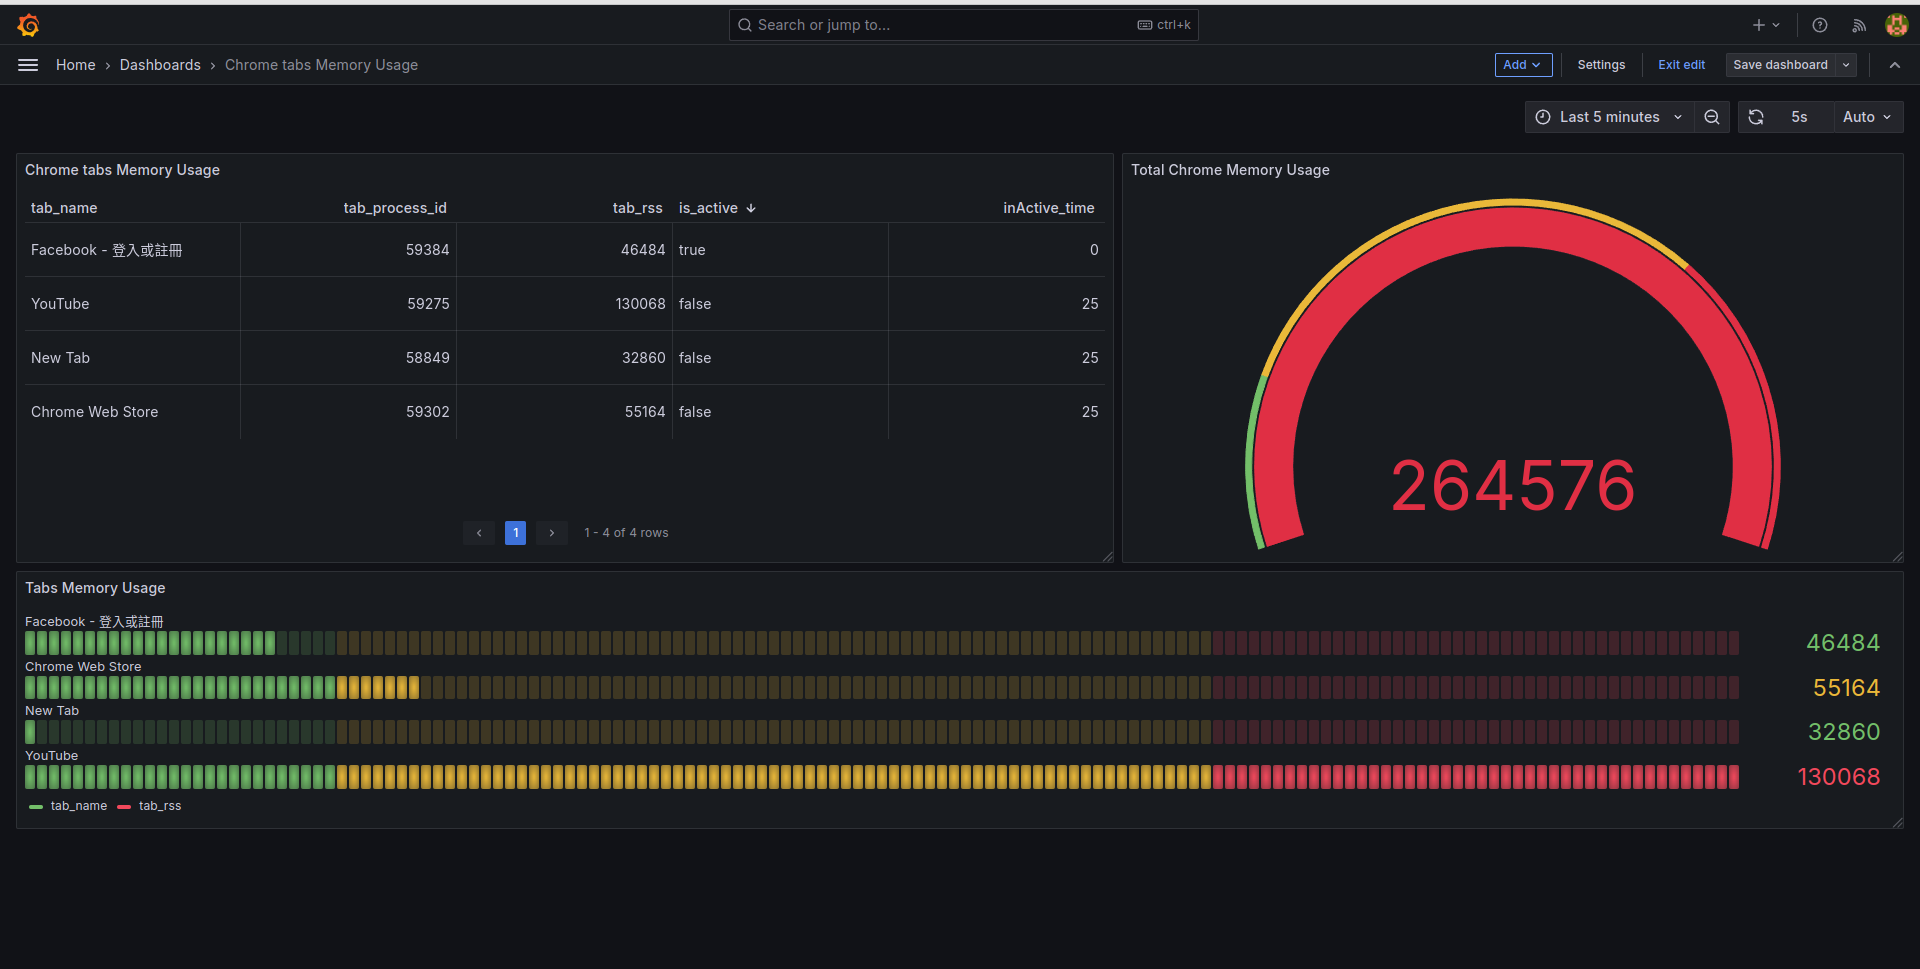 Search or jump to... ctrl+k
Home › Dashboards › Chrome tabs Memory Usage Add Settings Exit edit Save dashboard
Last 5 minutes 5s Auto
Chrome tabs Memory Usage
tab_name tab_process_id tab_rss is_active inActive_time
Facebook - 登入或註冊 59384 46484 true 0
YouTube 59275 130068 false 25
New Tab 58849 32860 false 25
Chrome Web Store 59302 55164 false 25
1
1 - 4 of 4 rows
Total Chrome Memory Usage
264576
Tabs Memory Usage
Facebook - 登入或註冊
46484
Chrome Web Store
55164
New Tab
32860
YouTube
130068
tab_name tab_rss